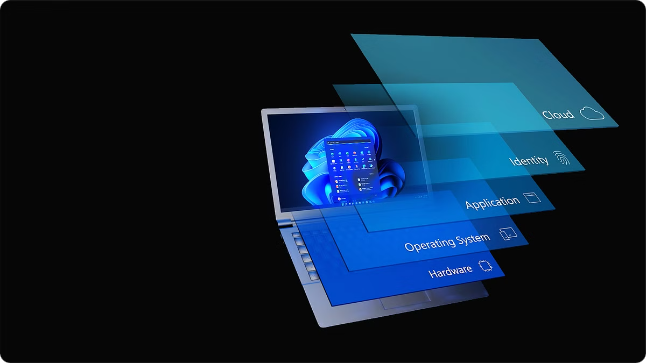 Cloud
Identity
Application
Operating System
Hardware